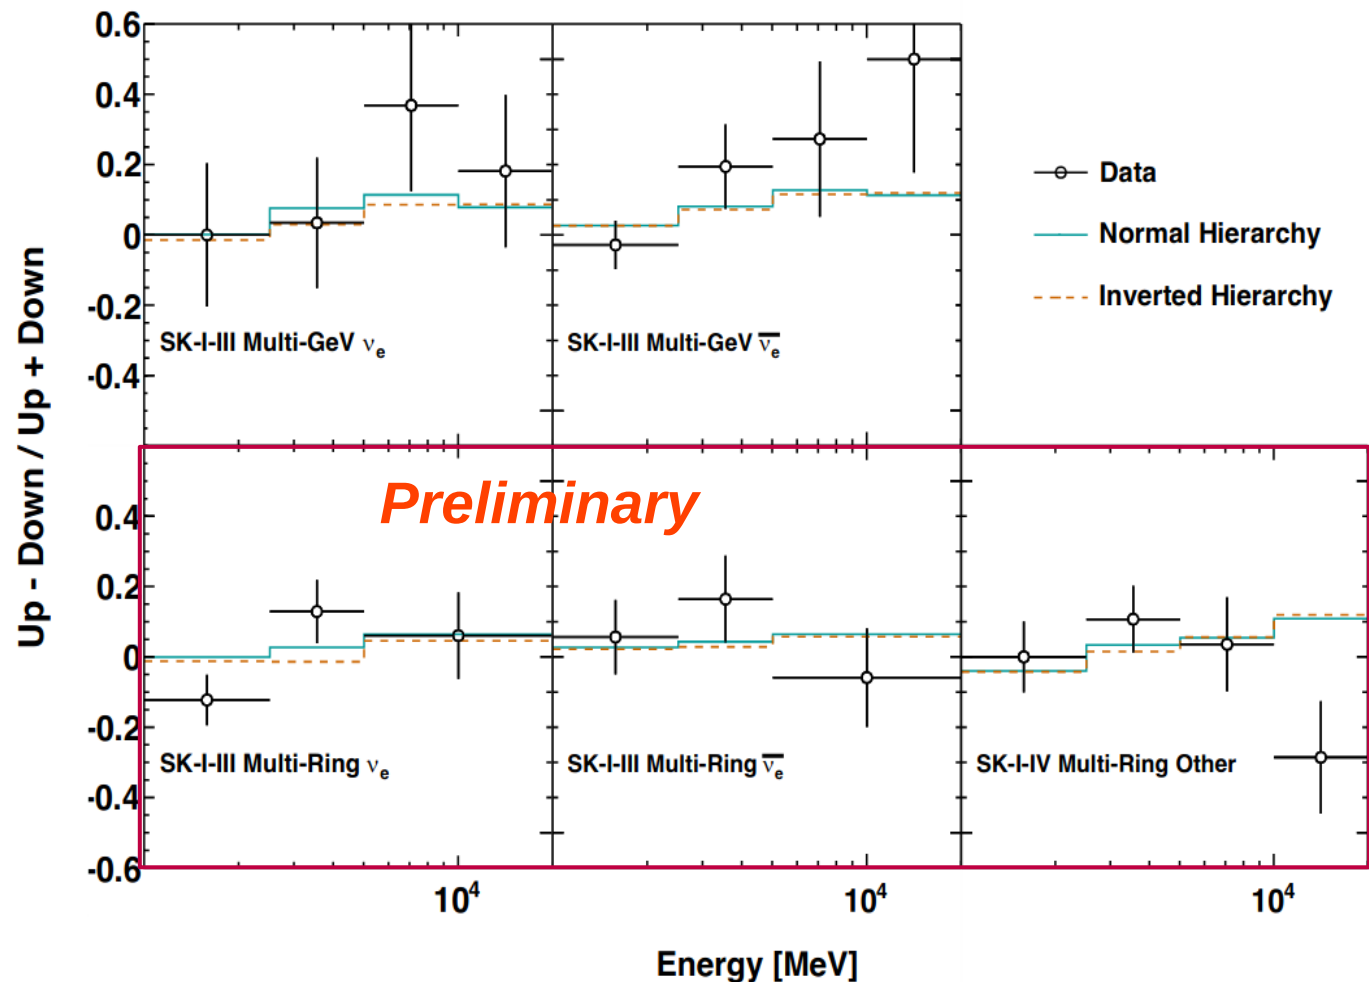 0.6
0.4
0.2
0
-0.2
-0.4
SK-I-III Multi-GeV νe
SK-I-III Multi-GeV ν̅e
Data
Normal Hierarchy
Inverted Hierarchy
Up - Down / Up + Down
Preliminary
0.4
0.2
0
-0.2
-0.4
-0.6
SK-I-III Multi-Ring νe
SK-I-III Multi-Ring ν̅e
SK-I-IV Multi-Ring Other
10⁴
10⁴
10⁴
Energy [MeV]